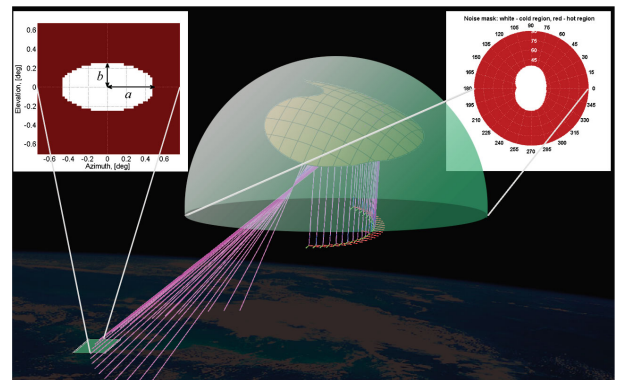 Elevation, [deg]
0.6
0.4
0.2
0
-0.2
-0.4
-0.6
b
a
-0.6 -0.4 -0.2 0 0.2 0.4 0.6
Azimuth, [deg]
Noise mask: white - cold region, red - hot region
105 90 75
120 60
135 45
150 30
165 15
180 0
195 345
210 330
225 315
240 300
255 270 285
90
65
45